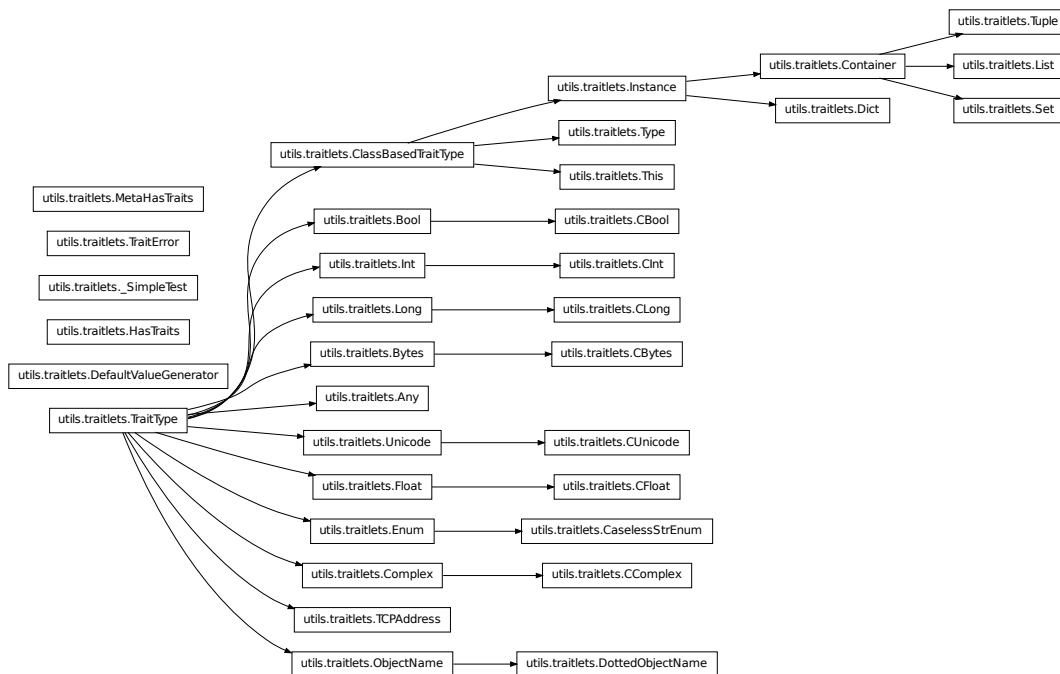 utils.traitlets.Tuple
utils.traitlets.Container
utils.traitlets.List
utils.traitlets.Instance
utils.traitlets.Dict
utils.traitlets.Set
utils.traitlets.Type
utils.traitlets.ClassBasedTraitType
utils.traitlets.This
utils.traitlets.MetaHasTraits
utils.traitlets.Bool
utils.traitlets.CBool
utils.traitlets.TraitError
utils.traitlets.Int
utils.traitlets.CInt
utils.traitlets._SimpleTest
utils.traitlets.Long
utils.traitlets.CLong
utils.traitlets.HasTraits
utils.traitlets.Bytes
utils.traitlets.CBytes
utils.traitlets.DefaultValueGenerator
utils.traitlets.Any
utils.traitlets.TraitType
utils.traitlets.Unicode
utils.traitlets.CUnicode
utils.traitlets.Float
utils.traitlets.CFloat
utils.traitlets.Enum
utils.traitlets.CaselessStrEnum
utils.traitlets.Complex
utils.traitlets.CComplex
utils.traitlets.TCPAddress
utils.traitlets.ObjectName
utils.traitlets.DottedObjectName